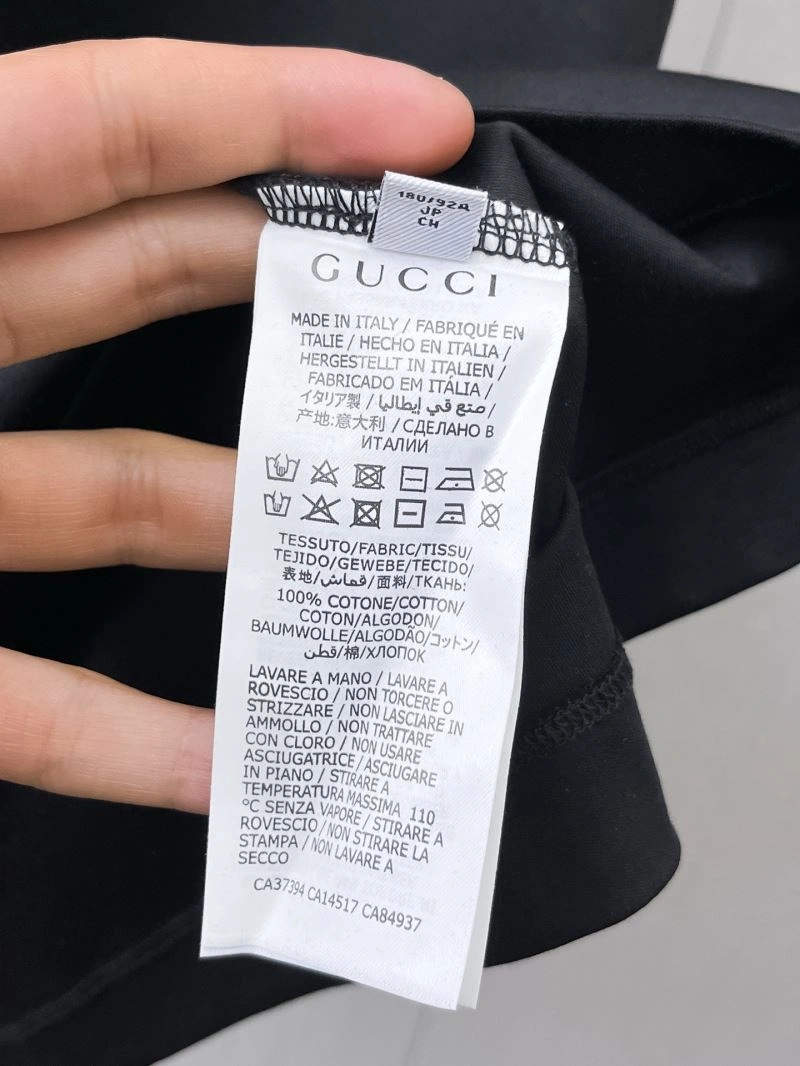 180/92A
JP
CH
GUCCI
MADE IN ITALY / FABRIQUÉ EN
ITALIE / HECHO EN ITALIA /
HERGESTELLT IN ITALIEN /
FABRICADO EM ITÁLIA /
イタリア製 / صنع في إيطاليا /
产地:意大利 / СДЕЛАНО В
ИТАЛИИ
TESSUTO/FABRIC/TISSU/
TEJIDO/GEWEBE/TECIDO/
表地/قماش/面料/ТКАНЬ:
100% COTONE/COTTON/
COTON/ALGODON/
BAUMWOLLE/ALGODÃO/コットン/
قطن/棉/ХЛОПОК
LAVARE A MANO / LAVARE A
ROVESCIO / NON TORCERE O
STRIZZARE / NON LASCIARE IN
AMMOLLO / NON TRATTARE
CON CLORO / NON USARE
ASCIUGATRICE / ASCIUGARE
IN PIANO / STIRARE A
TEMPERATURA MASSIMA 110
°C SENZA VAPORE / STIRARE A
ROVESCIO / NON STIRARE LA
STAMPA / NON LAVARE A
SECCO
CA37394 CA14517 CA84937